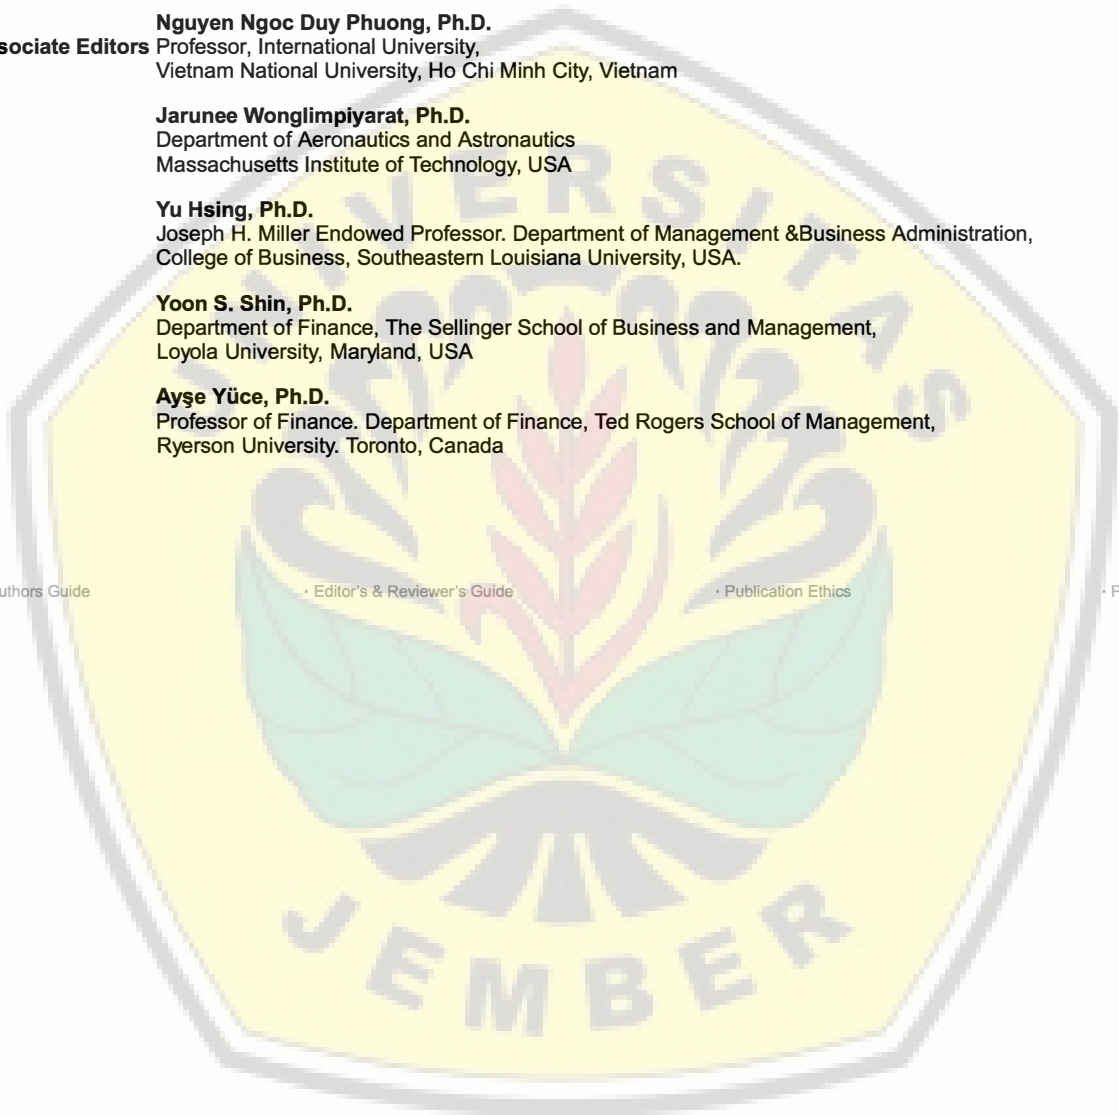 Nguyen Ngoc Duy Phuong, Ph.D.
sociate Editors Professor, International University,
Vietnam National University, Ho Chi Minh City, Vietnam
Jarunee Wonglimpiyarat, Ph.D.
Department of Aeronautics and Astronautics
Massachusetts Institute of Technology, USA
Yu Hsing, Ph.D.
Joseph H. Miller Endowed Professor. Department of Management &Business Administration,
College of Business, Southeastern Louisiana University, USA.
Yoon S. Shin, Ph.D.
Department of Finance, The Sellinger School of Business and Management,
Loyola University, Maryland, USA
Ayşe Yüce, Ph.D.
Professor of Finance. Department of Finance, Ted Rogers School of Management,
Ryerson University. Toronto, Canada
uthors Guide · Editor's & Reviewer's Guide · Publication Ethics · P
UNIVERSITAS
JEMBER